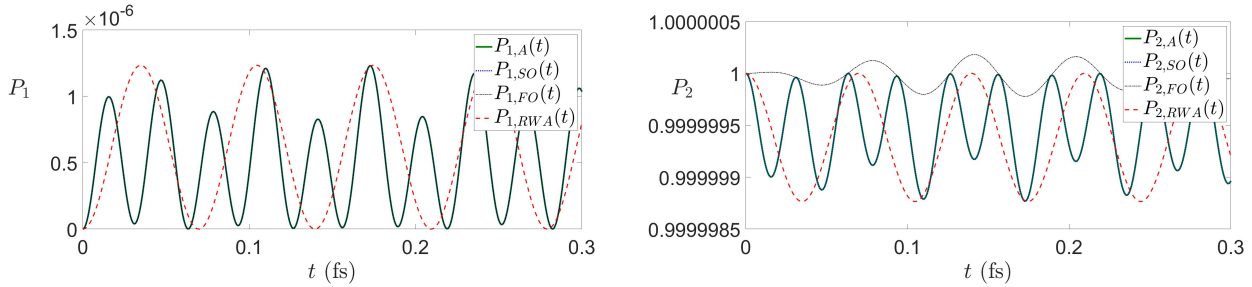 ×10⁻⁶
1.5
1
0.5
0
P₁
0 0.1 0.2 0.3
t (fs)
P₁,A(t)
P₁,SO(t)
P₁,FO(t)
P₁,RWA(t)
1.0000005
1
0.9999995
0.999999
0.9999985
P₂
0 0.1 0.2 0.3
t (fs)
P₂,A(t)
P₂,SO(t)
P₂,FO(t)
P₂,RWA(t)